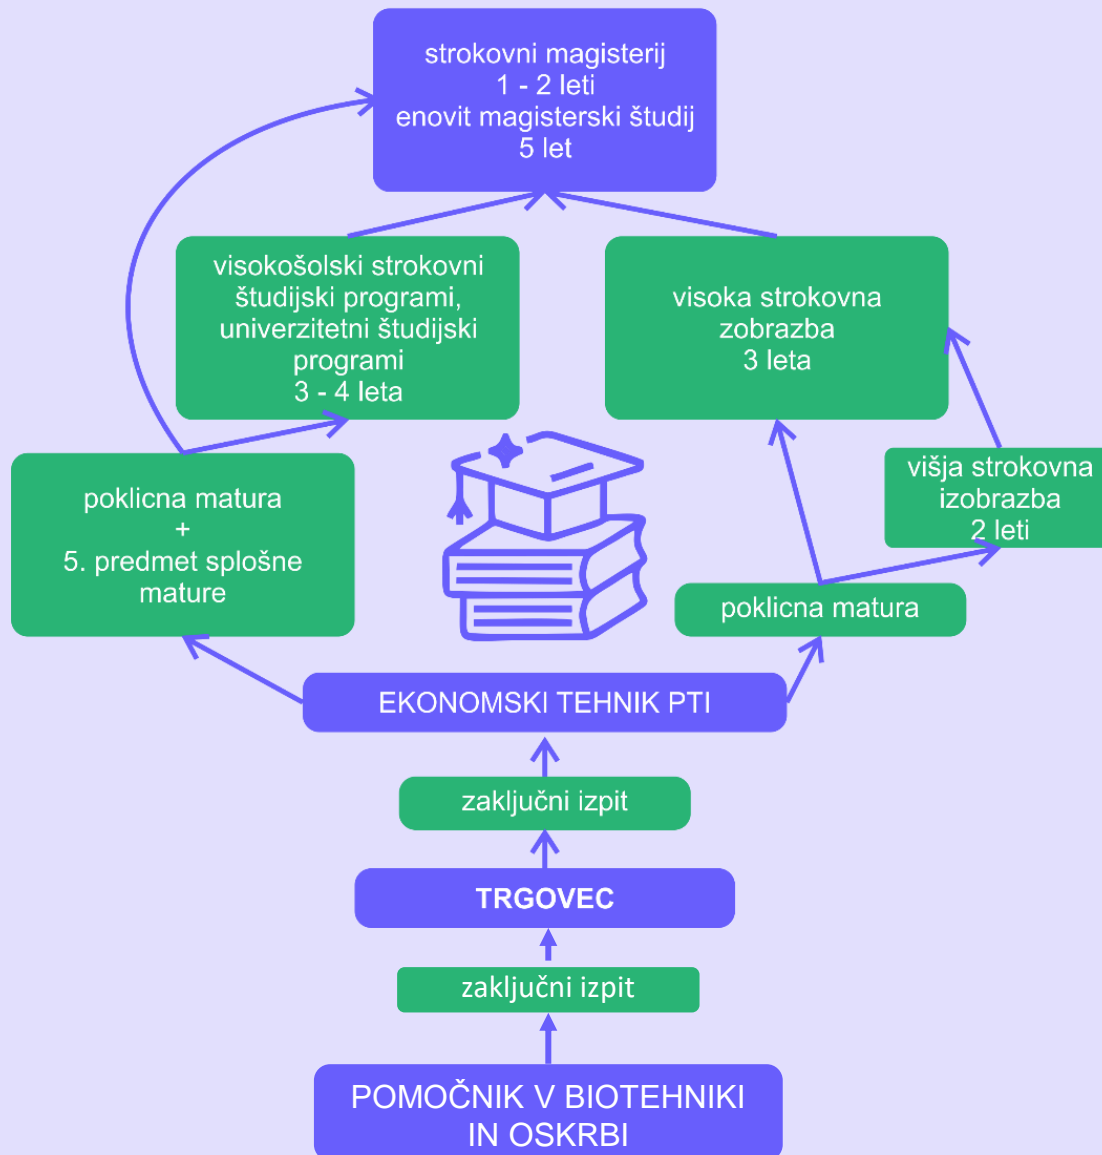 strokovni magisterij
1 - 2 leti
enovit magisterski študij
5 let
visokošolski strokovni
študijski programi,
univerzitetni študijski
programi
3 - 4 leta
visoka strokovna
zobrazba
3 leta
višja strokovna
izobrazba
2 leti
poklicna matura
+
5. predmet splošne
mature
poklicna matura
EKONOMSKI TEHNIK PTI
zaključni izpit
TRGOVEC
zaključni izpit
POMOČNIK V BIOTEHNIKI
IN OSKRBI